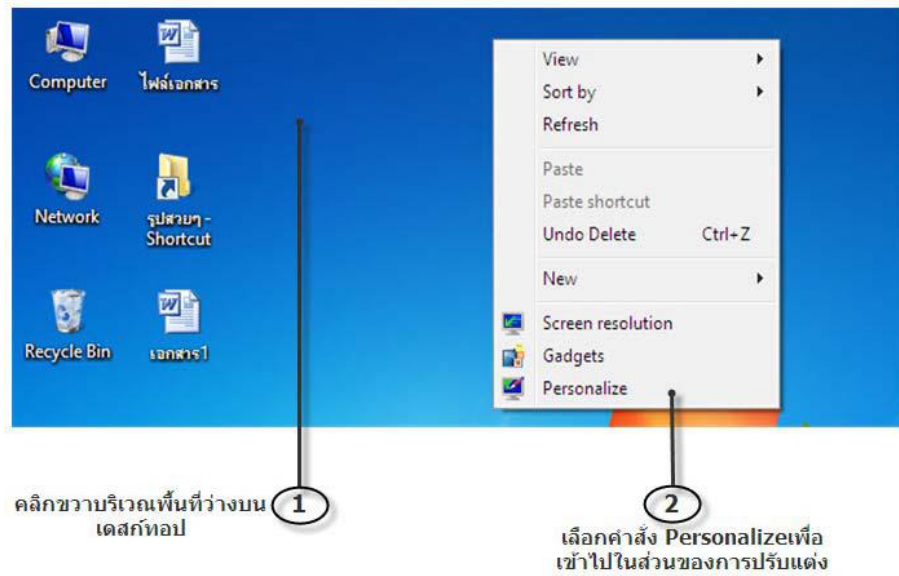 Computer
ไฟล์เอกสาร
Network
รูปสวยๆ -
Shortcut
Recycle Bin
เอกสาร1
View
Sort by
Refresh
Paste
Paste shortcut
Undo Delete Ctrl+Z
New
Screen resolution
Gadgets
Personalize
คลิกขวาบริเวณพื้นที่ว่างบน
เดสก์ทอป
1
2
เลือกคำสั่ง Personalizeเพื่อ
เข้าไปในส่วนของการปรับแต่ง